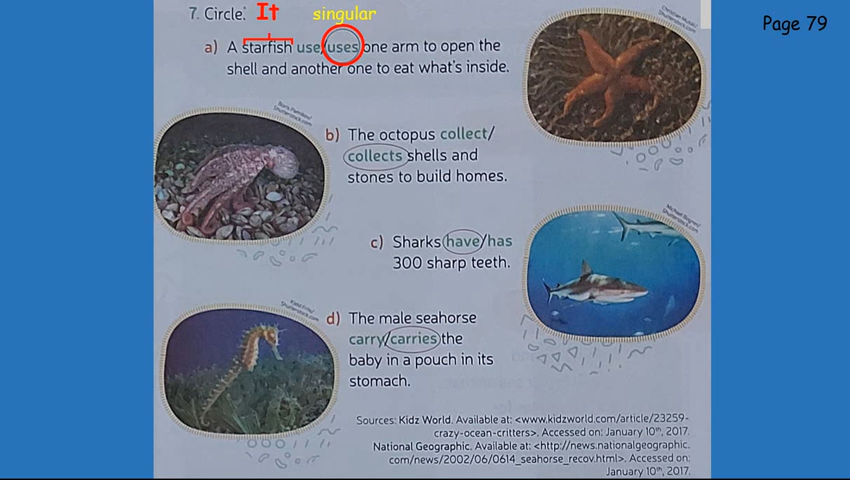 7. Circle: It singular
Page 79
a) A starfish use/uses one arm to open the
shell and another one to eat what's inside.
b) The octopus collect/
collects shells and
stones to build homes.
c) Sharks have/has
300 sharp teeth.
d) The male seahorse
carry/carries the
baby in a pouch in its
stomach.
Sources: Kidz World. Available at: <www.kidzworld.com/article/23259-
crazy-ocean-critters>. Accessed on: January 10th, 2017.
National Geographic. Available at: <http://news.nationalgeographic.
com/news/2002/06/0614_seahorse_recov.html>. Accessed on:
January 10th, 2017.